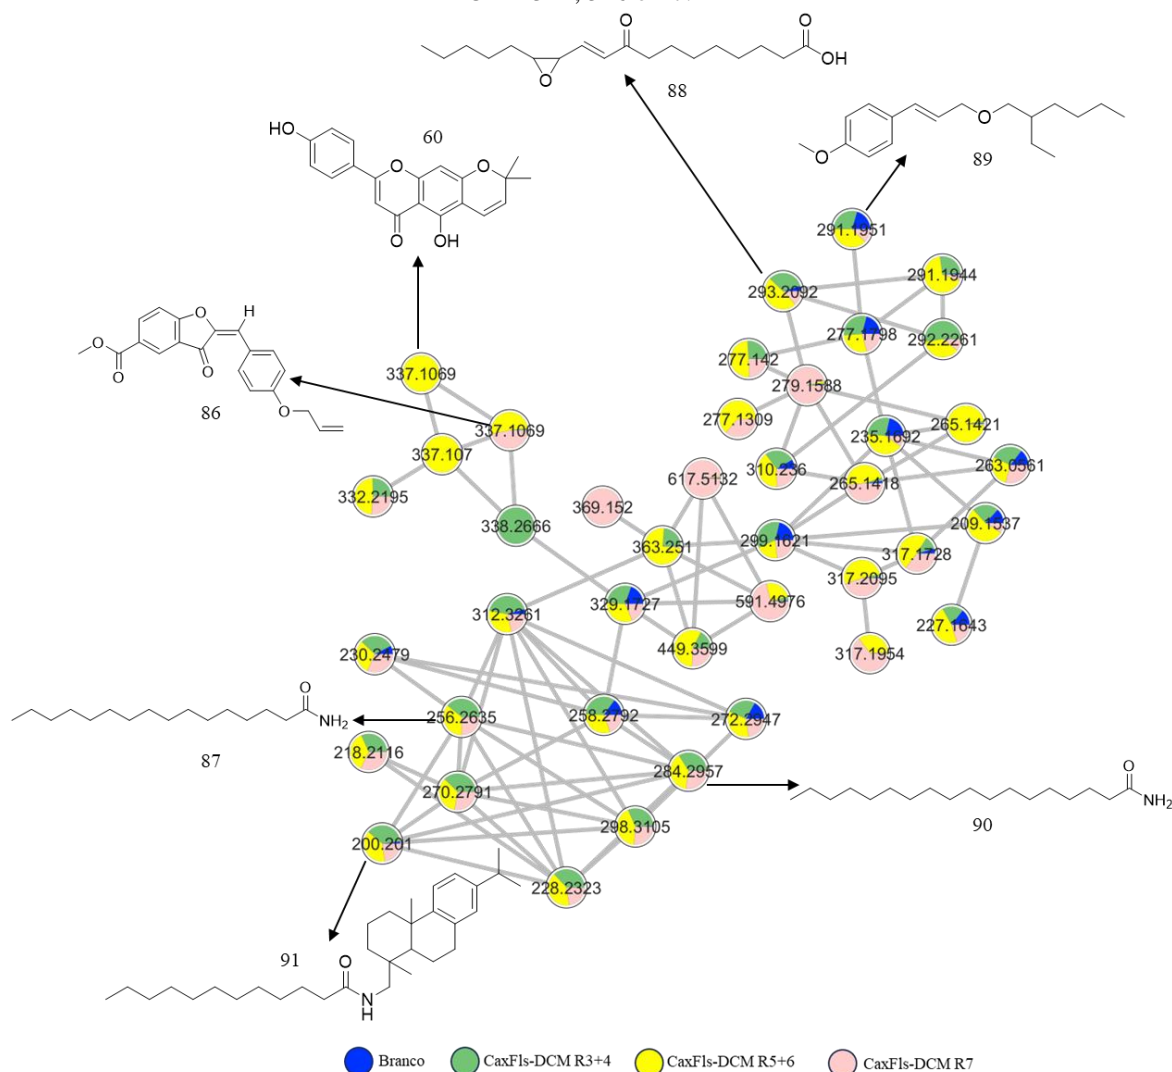 O
OH
O
88
HO
60
O
O
O
OH
O
89
O
291.1951
291.1944
293.2092
277.1798
292.2261
277.142
279.1588
277.1309
235.1692
265.1421
310.236
265.1418
263.0561
209.1537
299.1621
317.1728
317.2095
227.1643
317.1954
O
H
O
O
O
O
86
337.1069
337.1069
337.107
332.2195
338.2666
617.5132
369.152
363.251
591.4976
329.1727
449.3599
312.3261
230.2479
258.2792
272.2947
256.2635
218.2116
284.2957
270.2791
298.3105
200.201
228.2323
O
NH2
87
O
NH2
90
91
O
N
H
Branco
CaxFls-DCM R3+4
CaxFls-DCM R5+6
CaxFls-DCM R7